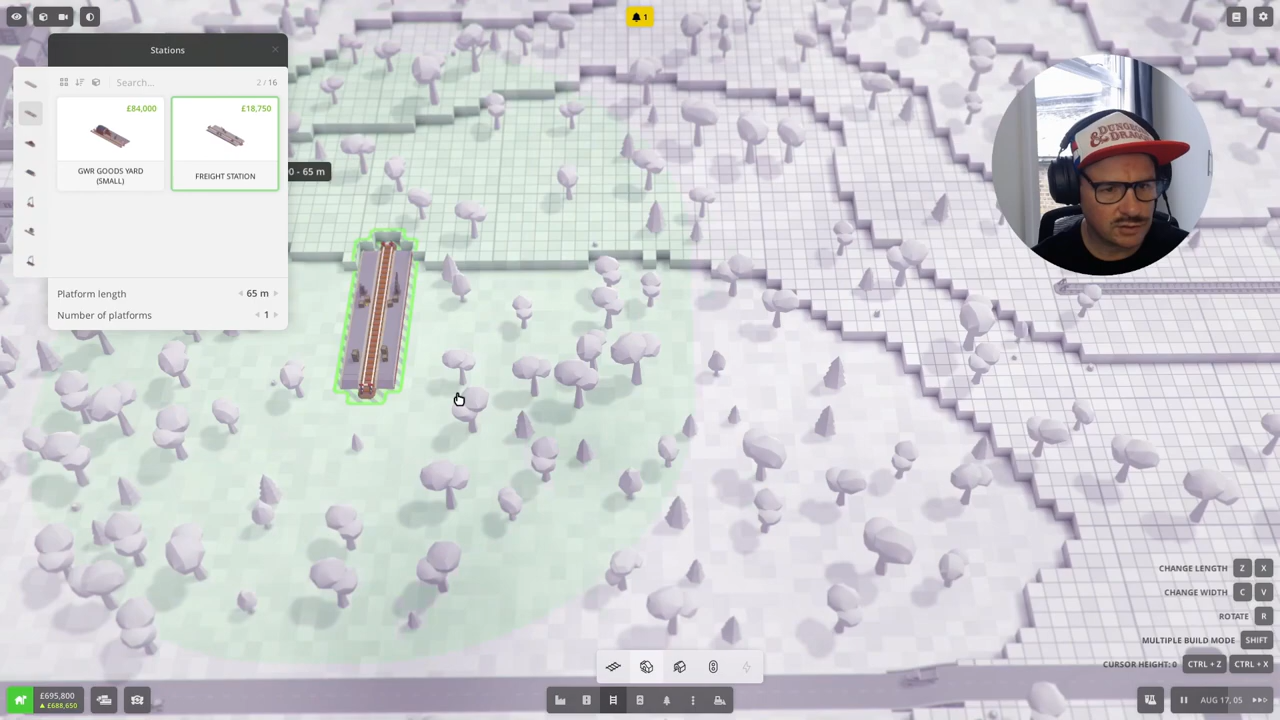 1
Stations
Search...
2 / 16
£84,000
£18,750
GWR GOODS YARD
(SMALL)
FREIGHT STATION
0 - 65 m
Platform length
65 m
Number of platforms
1
DUNGEONS
& DRAGO
CHANGE LENGTH Z X
CHANGE WIDTH C V
ROTATE R
MULTIPLE BUILD MODE SHIFT
CURSOR HEIGHT: 0 CTRL + Z CTRL + X
£695,800
▲ £688,650
AUG 17, 05